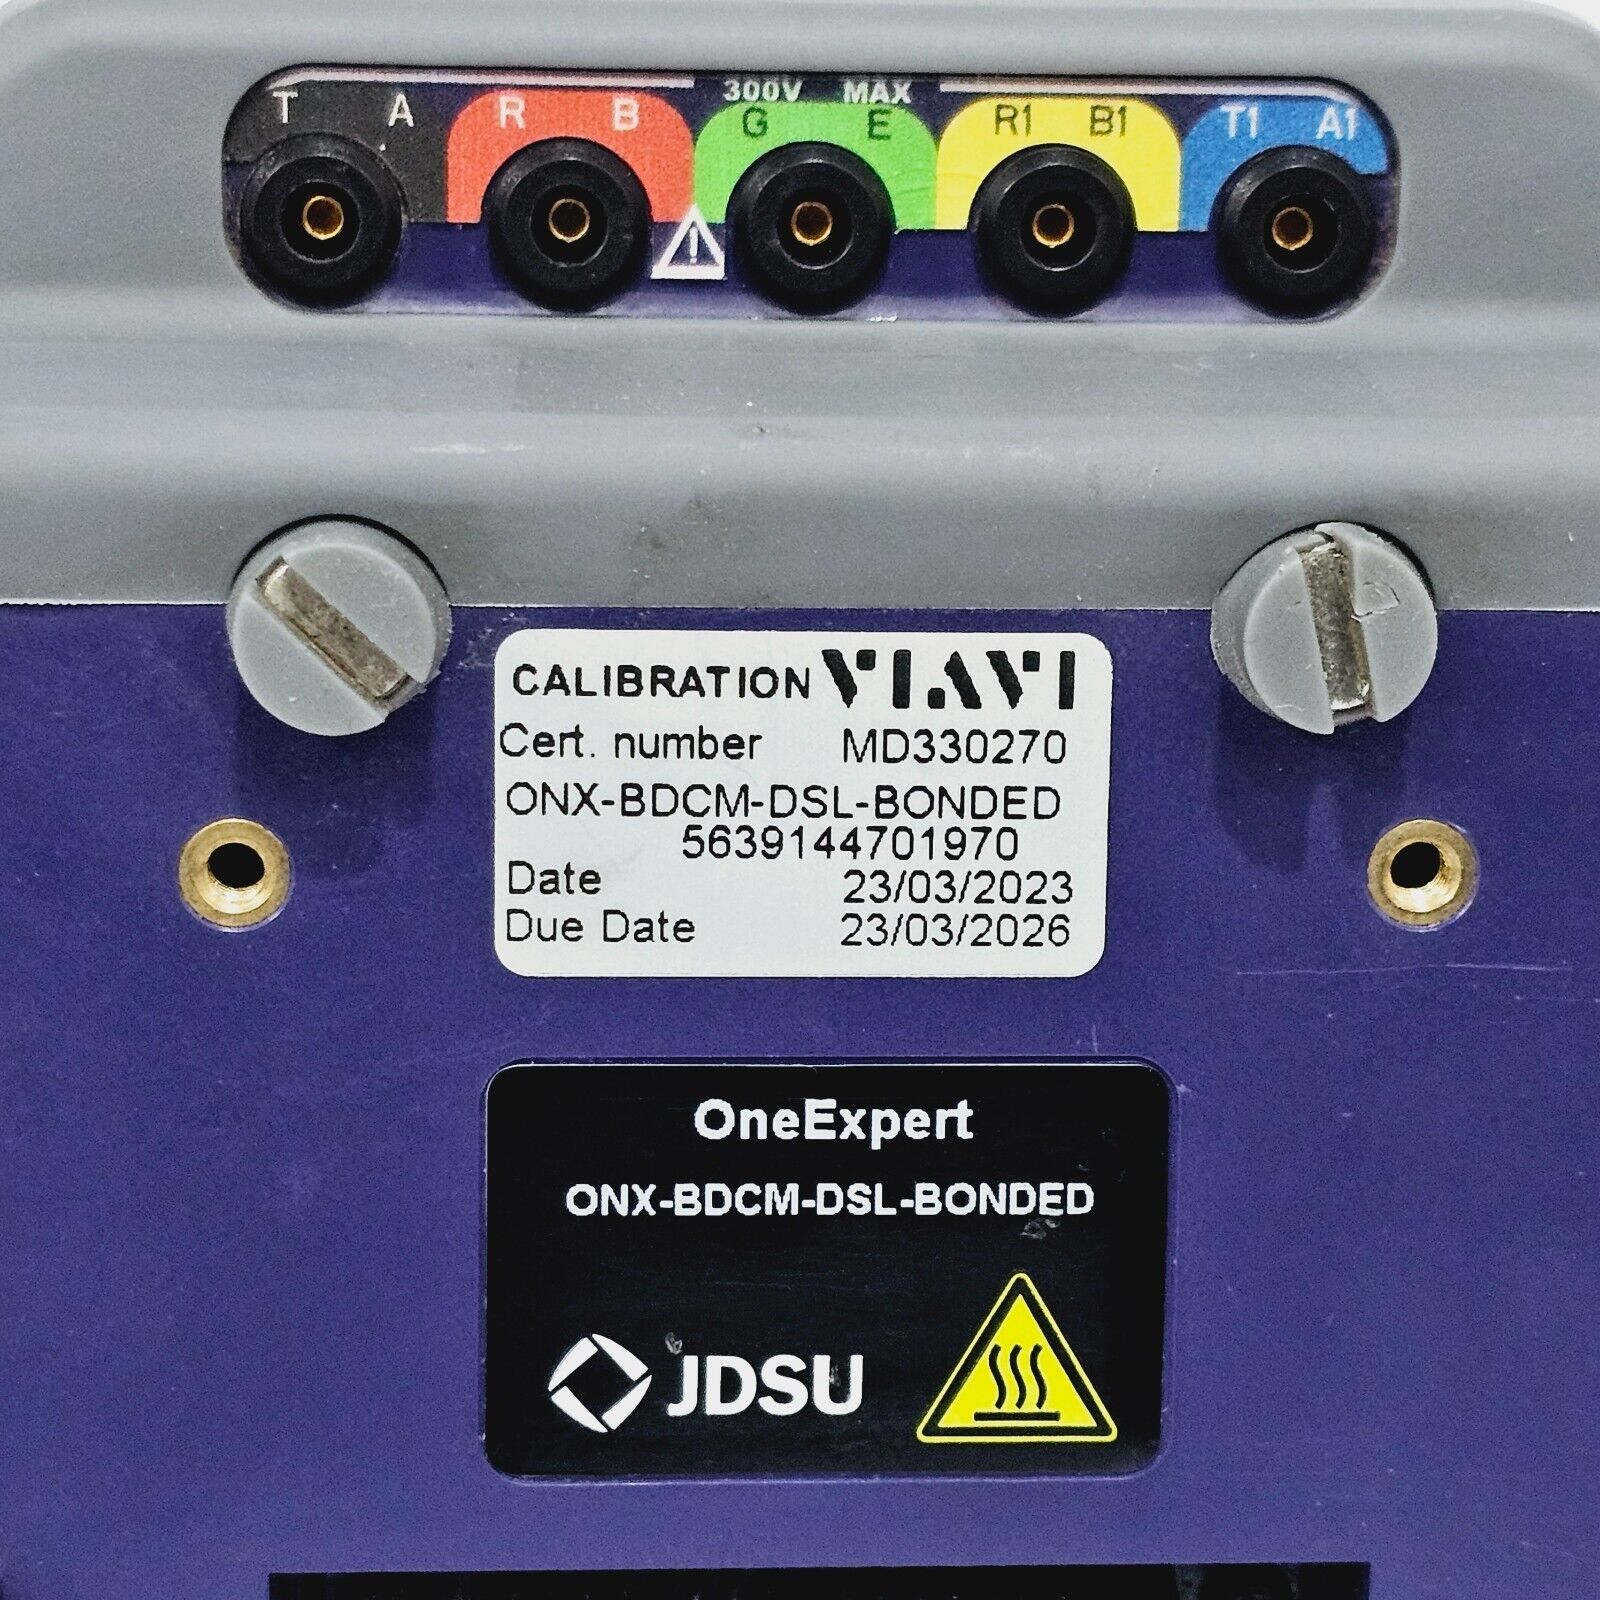 300V MAX
T A R B G E R1 B1 T1 A1
CALIBRATION VIAVI
Cert. number MD330270
ONX-BDCM-DSL-BONDED
5639144701970
Date 23/03/2023
Due Date 23/03/2026
OneExpert
ONX-BDCM-DSL-BONDED
JDSU